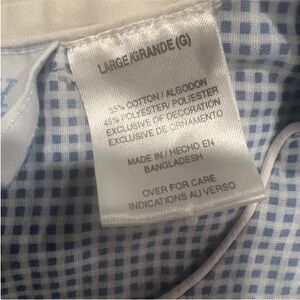 LARGE/GRANDE (G)
55% COTTON / ALGODON
45% POLYESTER/ POLIESTER
EXCLUSIVE OF DECORATION
EXCLUSIVE DE ORNAMENTO
MADE IN / HECHO EN
BANGLADESH
OVER FOR CARE
INDICATIONS AU VERSO